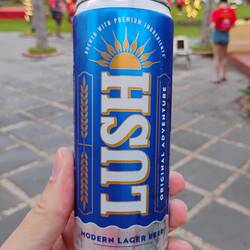 BREWED WITH PREMIUM INGREDIENTS
LUSH
ORIGINAL ADVENTURE
MODERN LAGER BEER